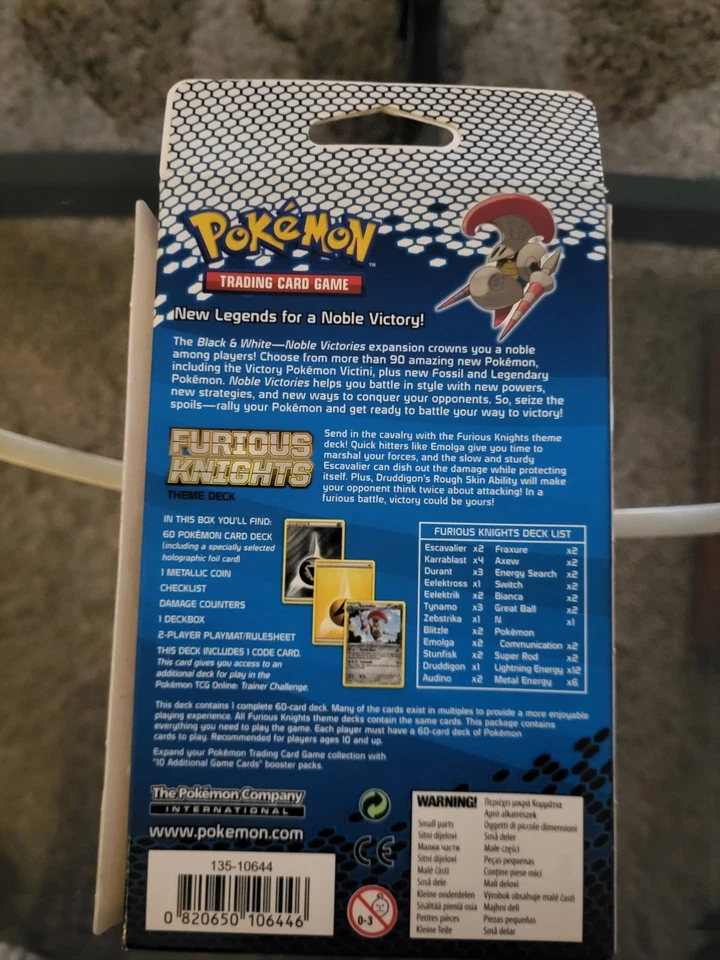 POKéMON™
TRADING CARD GAME
New Legends for a Noble Victory!
The Black & White—Noble Victories expansion crowns you a noble
among players! Choose from more than 90 amazing new Pokémon,
including the Victory Pokémon Victini, plus new Fossil and Legendary
Pokémon. Noble Victories helps you battle in style with new powers,
new strategies, and new ways to conquer your opponents. So, seize the
spoils—rally your Pokémon and get ready to battle your way to victory!
FURIOUS
KNIGHTS
THEME DECK
Send in the cavalry with the Furious Knights theme
deck! Quick hitters like Emolga give you time to
marshal your forces, and the slow and sturdy
Escavalier can dish out the damage while protecting
itself. Plus, Druddigon's Rough Skin Ability will make
your opponent think twice about attacking! In a
furious battle, victory could be yours!
IN THIS BOX YOU'LL FIND:
60 POKÉMON CARD DECK
(including a specially selected
holographic foil card)
1 METALLIC COIN
CHECKLIST
DAMAGE COUNTERS
1 DECKBOX
2-PLAYER PLAYMAT/RULESHEET
THIS DECK INCLUDES 1 CODE CARD.
This card gives you access to an
additional deck for play in the
Pokémon TCG Online: Trainer Challenge.
FURIOUS KNIGHTS DECK LIST
Escavalier x2 Fraxure x2
Karrablast x4 Axew x2
Durant x3 Energy Search x2
Eelektross x1 Switch x2
Eelektrik x2 Bianca x2
Tynamo x3 Great Ball x2
Zebstrika x1 N x1
Blitzle x2 Pokémon
Emolga x2 Communication x2
Stunfisk x2 Super Rod x2
Druddigon x1 Lightning Energy x12
Audino x2 Metal Energy x6
This deck contains 1 complete 60-card deck. Many of the cards exist in multiples to provide a more enjoyable
playing experience. All Furious Knights theme decks contain the same cards. This package contains
everything you need to play the game. Each player must have a 60-card deck of Pokémon
cards to play. Recommended for players ages 10 and up.
Expand your Pokémon Trading Card Game collection with
"10 Additional Game Cards" booster packs.
The Pokémon Company
INTERNATIONAL
www.pokemon.com
135-10644
0 820650 106446
CE
0-3
WARNING!
Small parts
Sitni dijelovi
Малки части
Sitni dijelovi
Malé části
Små dele
Kleine onderdelen
Sisältää pieniä osia
Petites pièces
Kleine Teile
Περιέχει μικρά Κομμάτια
Apró alkatrészek
Oggetti di piccole dimensioni
Små deler
Małe części
Peças pequenas
Conține piese mici
Mali delovi
Výrobok obsahuje malé časti
Majhni deli
Piezas pequeñas
Små delar